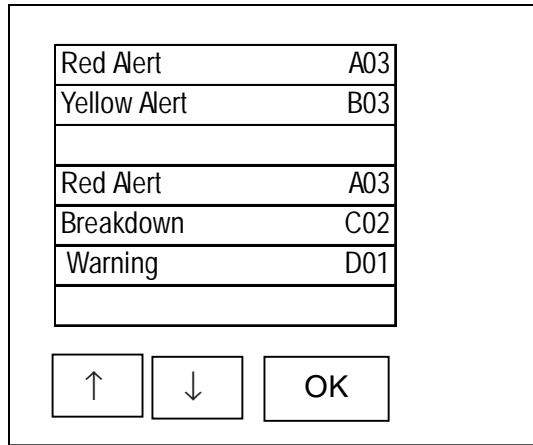 Red Alert A03
Yellow Alert B03
Red Alert A03
Breakdown C02
Warning D01
↑ ↓ OK